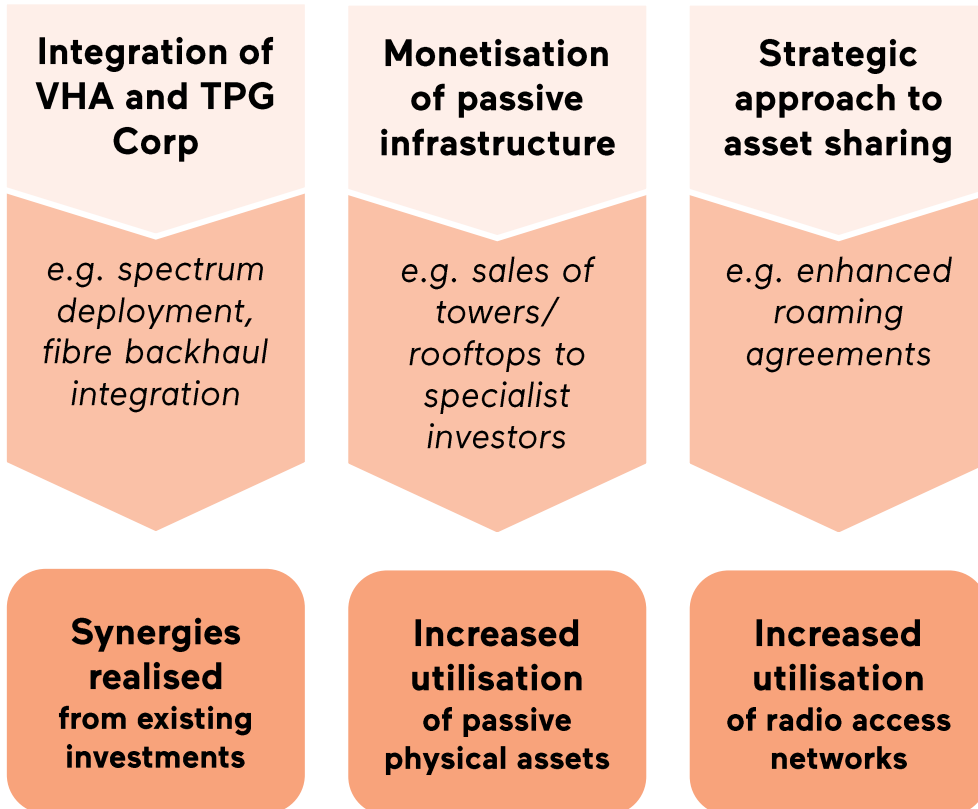 Integration of
VHA and TPG
Corp
e.g. spectrum
deployment,
fibre backhaul
integration
Synergies
realised
from existing
investments
Monetisation
of passive
infrastructure
e.g. sales of
towers/
rooftops to
specialist
investors
Increased
utilisation
of passive
physical assets
Strategic
approach to
asset sharing
e.g. enhanced
roaming
agreements
Increased
utilisation
of radio access
networks